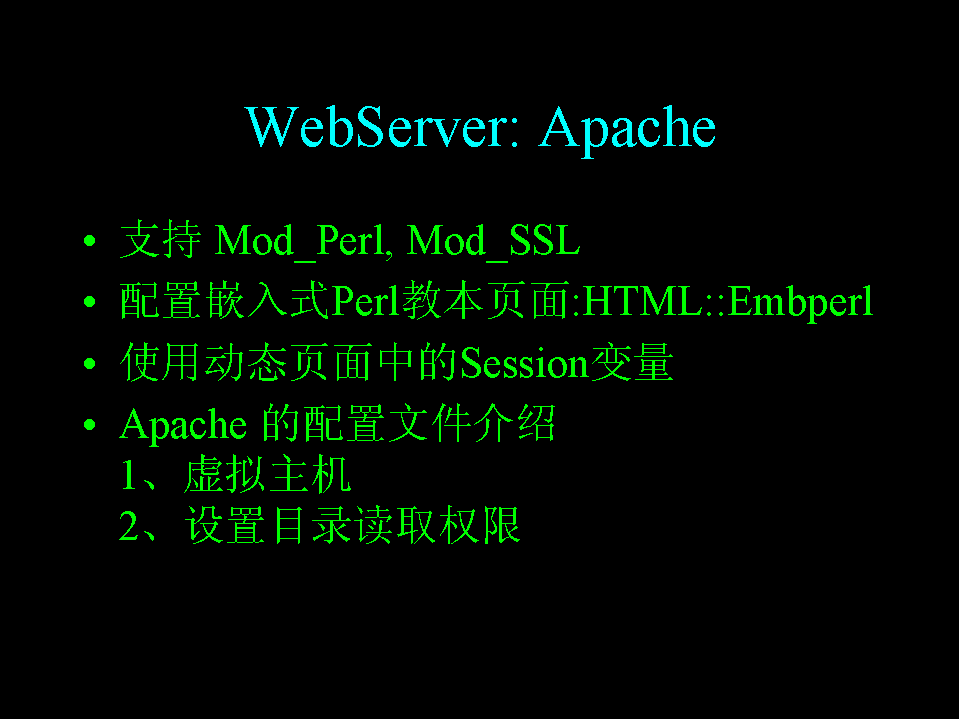 WebServer: Apache
• 支持 Mod_Perl, Mod_SSL
• 配置嵌入式Perl教本页面:HTML::Embperl
• 使用动态页面中的Session变量
• Apache 的配置文件介绍
1、虚拟主机
2、设置目录读取权限